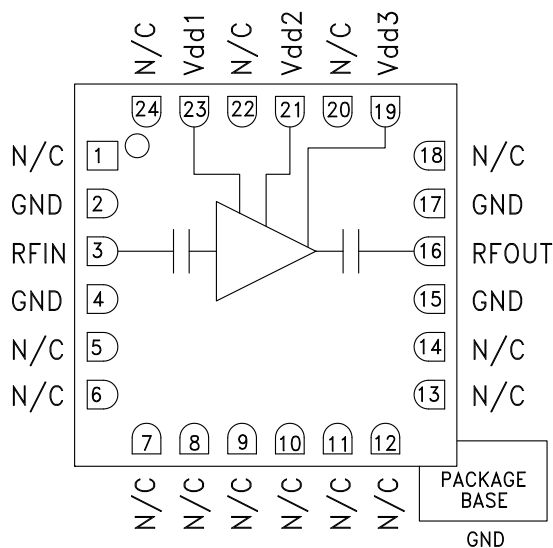 N/C Vdd1 N/C Vdd2 N/C Vdd3
24 23 22 21 20 19
N/C 1 18 N/C
GND 2 17 GND
RFIN 3 16 RFOUT
GND 4 15 GND
N/C 5 14 N/C
N/C 6 13 N/C
7 8 9 10 11 12
N/C N/C N/C N/C N/C N/C
PACKAGE
BASE
GND